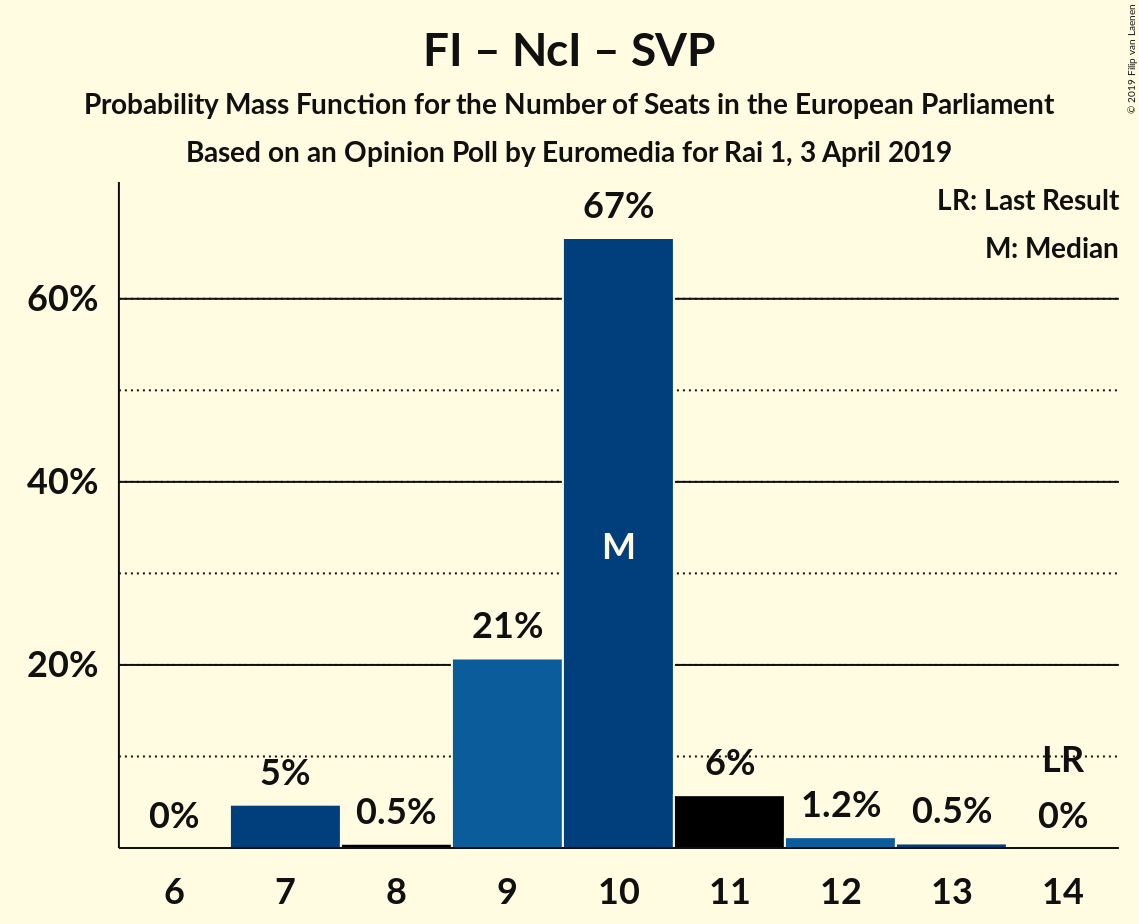 FI – NcI – SVP
Probability Mass Function for the Number of Seats in the European Parliament
Based on an Opinion Poll by Euromedia for Rai 1, 3 April 2019
© 2019 Filip van Laenen
LR: Last Result
M: Median
67%
60%
40%
M
21%
20%
5%
6%
LR
0%
0.5%
1.2%
0.5%
0%
6 7 8 9 10 11 12 13 14